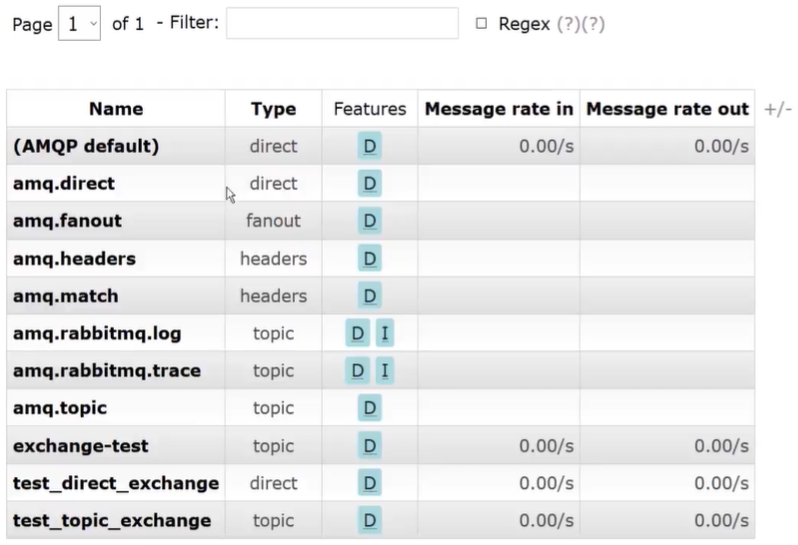 Page 1 of 1 - Filter: Regex (?)(?)
Name Type Features Message rate in Message rate out +/-
(AMQP default) direct D 0.00/s 0.00/s
amq.direct direct D
amq.fanout fanout D
amq.headers headers D
amq.match headers D
amq.rabbitmq.log topic D I
amq.rabbitmq.trace topic D I
amq.topic topic D
exchange-test topic D 0.00/s 0.00/s
test_direct_exchange direct D 0.00/s 0.00/s
test_topic_exchange topic D 0.00/s 0.00/s